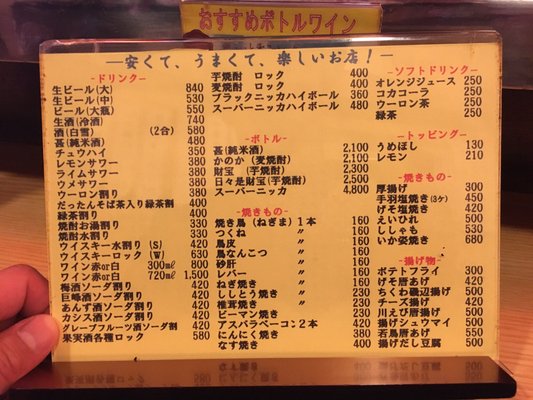 おすすめボトルワイン
―安くて、うまくて、楽しいお店！―
-ドリンク-
生ビール(大) 840
生ビール(中) 530
ビール(大瓶) 580
生酒(冷酒) 740
酒(白雪) (2合) 580
甚(純米酒) 480
チュウハイ 350
レモンサワー 380
ライムサワー 380
ウメサワー 380
ウーロン割り 380
だったんそば茶入り緑茶割 400
緑茶割り 400
焼酎お湯割り 330
焼酎水割り 330
ウイスキー水割り(S) 420
ウイスキーロック(W) 630
ワイン赤or白 300㎖ 800
ワイン赤or白 720㎖ 1,500
梅酒ソーダ割り 420
巨峰酒ソーダ割り 420
あんず酒ソーダ割り 420
カシス酒ソーダ割り 420
グレープフルーツ酒ソーダ割 420
果実酒各種ロック 580
芋焼酎 ロック 400
麦焼酎 ロック 400
ブラックニッカハイボール 360
スーパーニッカハイボール 480
-ボトル-
甚(純米酒) 2,100
かのか(麦焼酎) 2,100
財宝 (芋焼酎) 2,500
日々是財宝(芋焼酎) 2,500
スーパーニッカ 4,800
-焼きもの-
焼き鳥(ねぎま)1本 160
つくね 〃 160
鳥皮 〃 160
鳥なんこつ 〃 160
砂肝 〃 160
レバー 〃 160
ねぎ焼き 〃 160
ししとう焼き 〃 160
椎茸焼き 〃 160
ピーマン焼き 〃 160
アスパラベーコン2本 380
にんにく焼き 230
なす焼き 380
-ソフトドリンク-
オレンジジュース 250
コカコーラ 250
ウーロン茶 250
緑茶 250
-トッピング-
うめぼし 130
レモン 210
-焼きもの-
厚揚げ 300
手羽塩焼き(3ケ) 450
げそ塩焼き 420
えいひれ 500
ししゃも 530
いか姿焼き 680
-揚げ物-
ポテトフライ 300
げそ唐あげ 420
ちくわ磯辺揚げ 500
チーズ揚げ 420
川えび唐揚げ 430
揚げシュウマイ 500
若鳥唐あげ 550
揚げだし豆腐 500